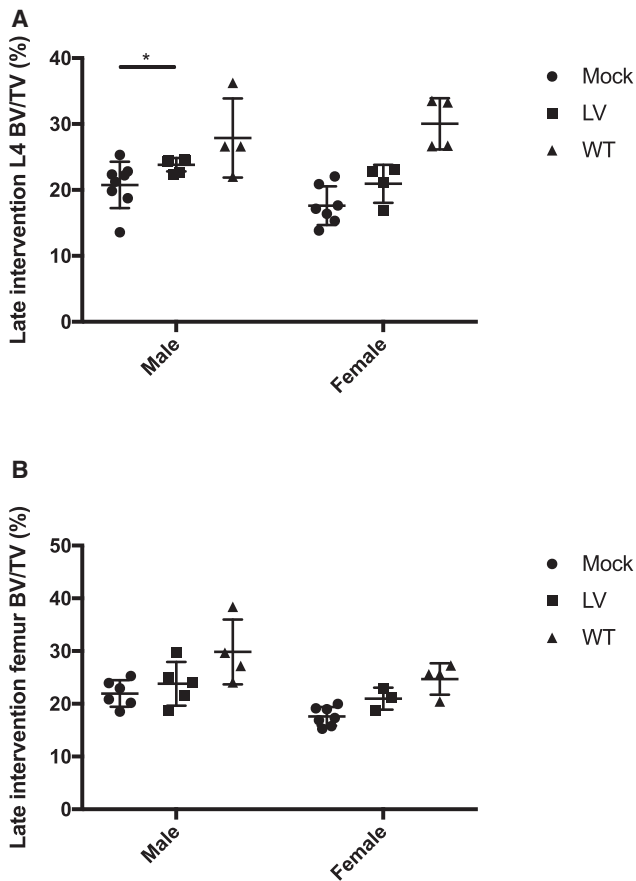 A
Late intervention L4 BV/TV (%)
40
30
20
10
0
*
Male
Female
Mock
LV
WT
B
Late intervention femur BV/TV (%)
50
40
30
20
10
0
Male
Female
Mock
LV
WT